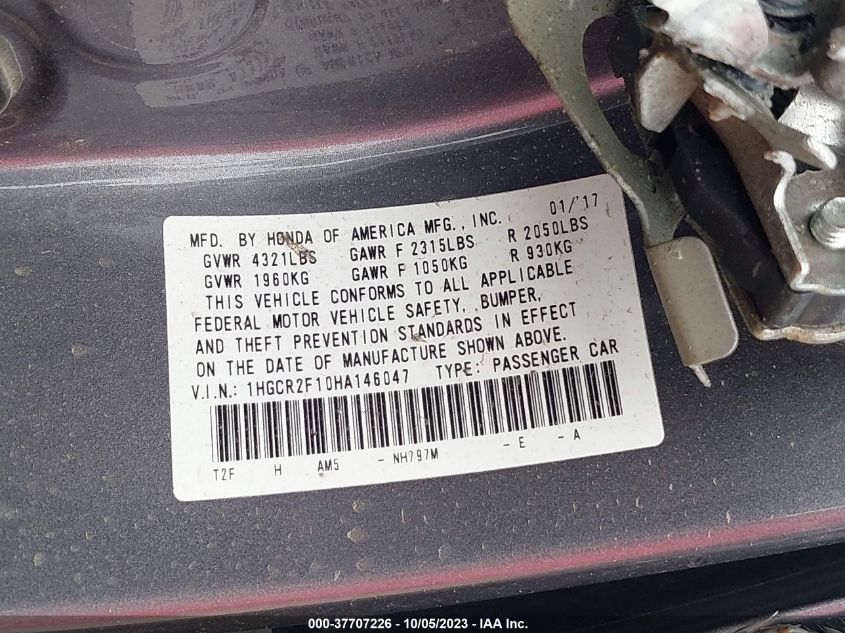 MFD. BY HONDA OF AMERICA MFG., INC. 01/'17
GVWR 4321LBS GAWR F 2315LBS R 2050LBS
GVWR 1960KG GAWR F 1050KG R 930KG
THIS VEHICLE CONFORMS TO ALL APPLICABLE
FEDERAL MOTOR VEHICLE SAFETY, BUMPER,
AND THEFT PREVENTION STANDARDS IN EFFECT
ON THE DATE OF MANUFACTURE SHOWN ABOVE.
V.I.N.: 1HGCR2F10HA146047 TYPE: PASSENGER CAR
T2F H AM5 - NH797M - E - A
000-37707226 - 10/05/2023 - IAA Inc.